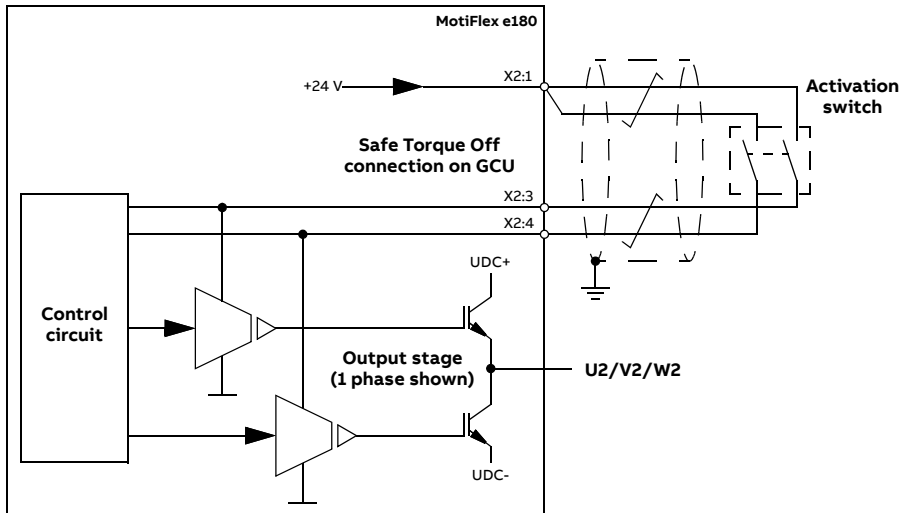 MotiFlex e180
+24 V
X2:1
Activation
switch
Safe Torque Off
connection on GCU
X2:3
X2:4
UDC+
Control
circuit
Output stage
(1 phase shown)
U2/V2/W2
UDC-